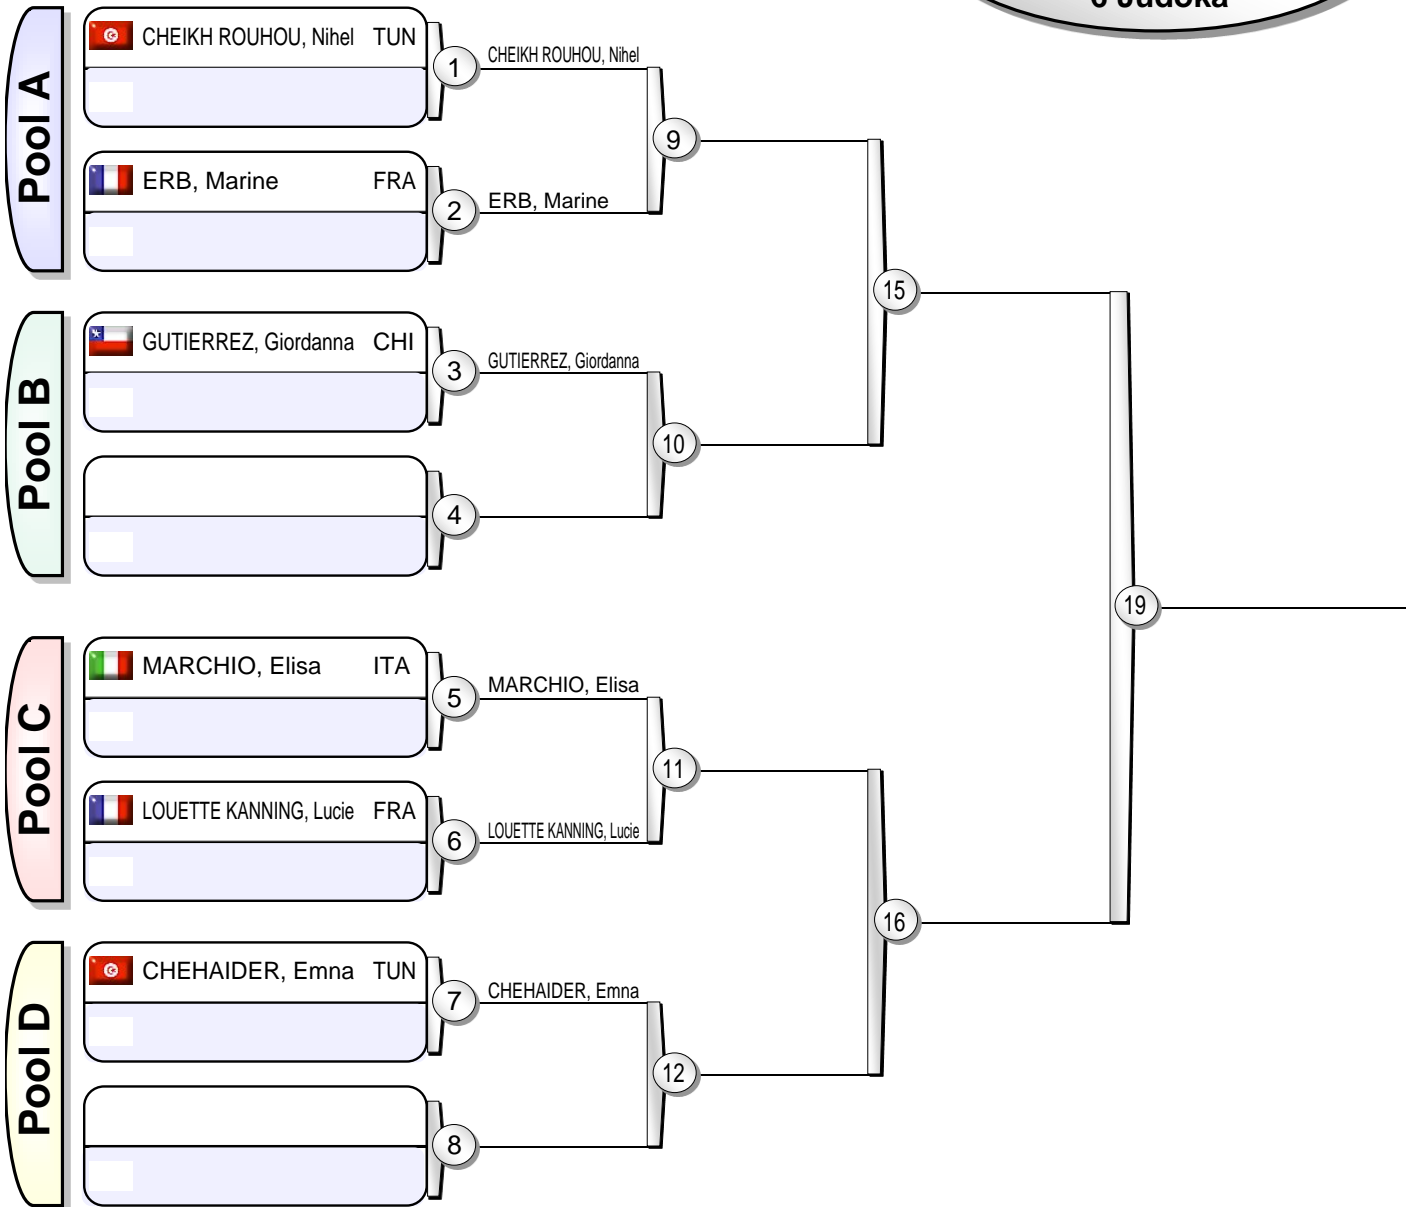 6 Judoka
Pool A
CHEIKH ROUHOU, Nihel TUN
1
CHEIKH ROUHOU, Nihel
9
ERB, Marine FRA
2
ERB, Marine
15
Pool B
GUTIERREZ, Giordanna CHI
3
GUTIERREZ, Giordanna
10
4
19
Pool C
MARCHIO, Elisa ITA
5
MARCHIO, Elisa
11
LOUETTE KANNING, Lucie FRA
6
LOUETTE KANNING, Lucie
16
Pool D
CHEHAIDER, Emna TUN
7
CHEHAIDER, Emna
12
8